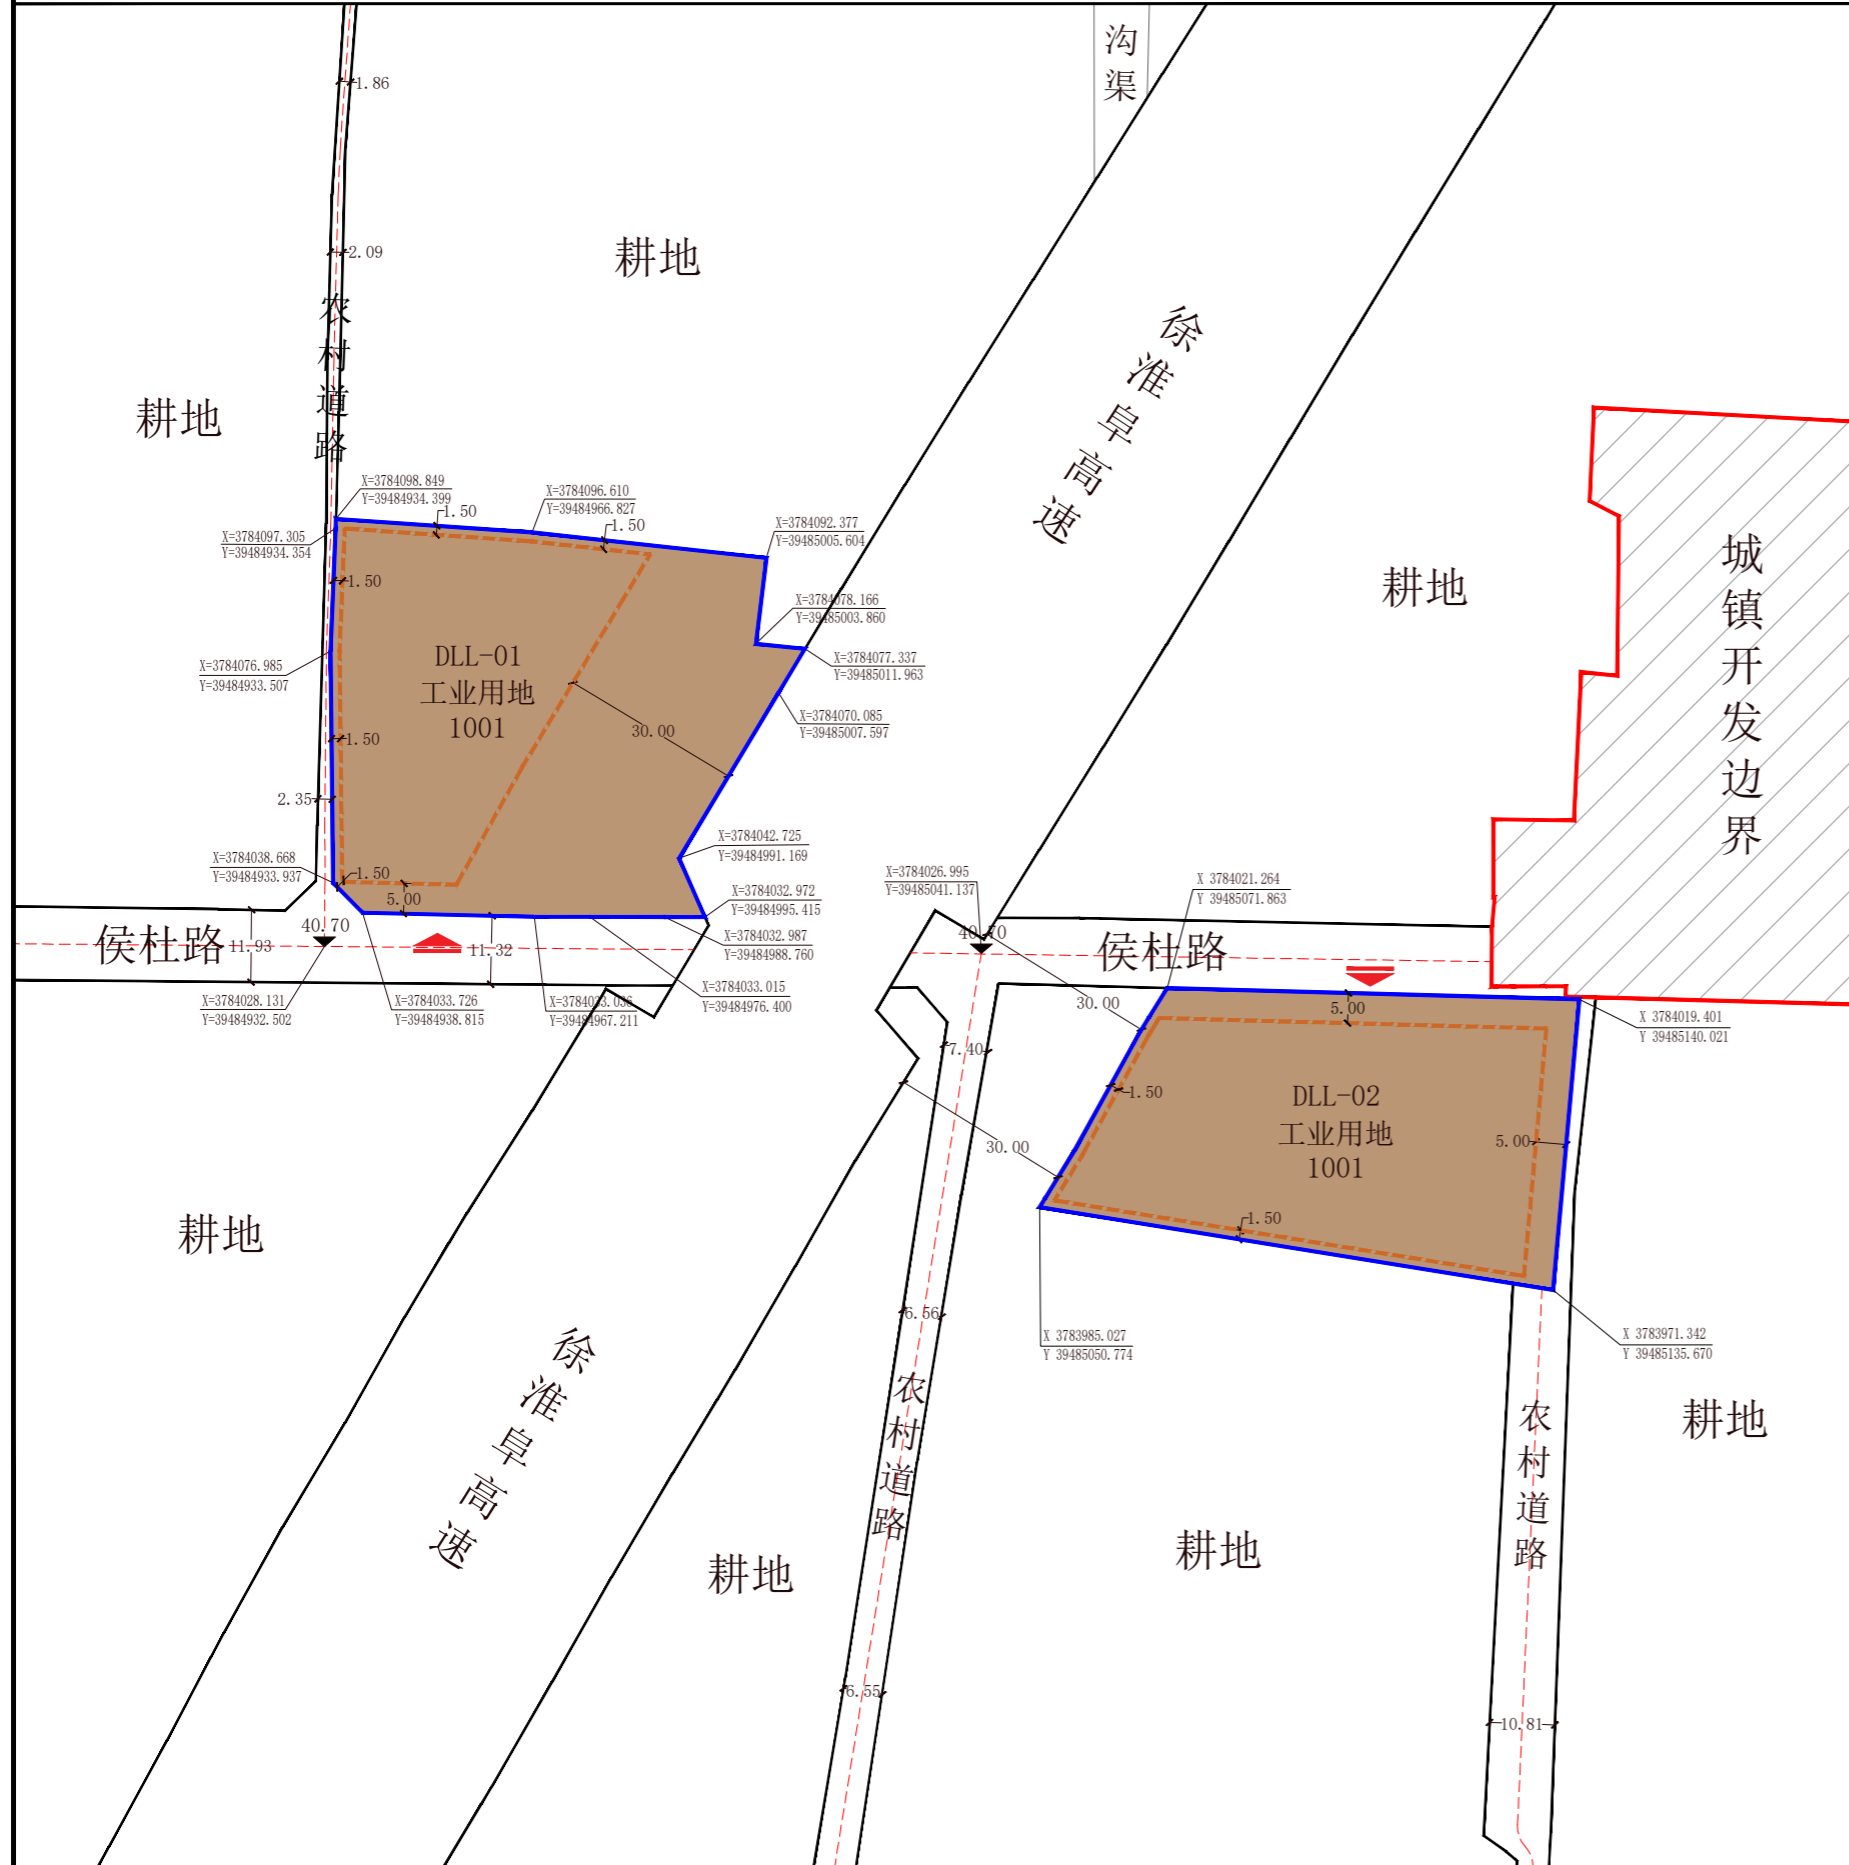 沟渠
1.86
2.09
耕地
农村道路
徐淮阜高速
耕地
X=3784098.849
Y=39484934.399
X=3784096.610
Y=39484966.827
1.50
1.50
X=3784092.377
Y=39485005.604
X=3784097.305
Y=39484934.354
城镇开发边界
耕地
1.50
X=3784078.166
Y=39485003.860
DLL-01
工业用地
1001
X=3784077.337
Y=39485011.963
X=3784076.985
Y=39484933.507
X=3784070.085
Y=39485007.597
30.00
1.50
2.35
X=3784042.725
Y=39484991.169
X=3784038.668
Y=39484933.937
1.50
5.00
X=3784032.972
Y=39484995.415
X=3784026.995
Y=39485041.137
X 3784021.264
Y 39485071.863
40.70
侯杜路
11.93
11.32
X=3784032.987
Y=39484988.760
40.70
侯杜路
X=3784028.131
Y=39484932.502
X=3784033.726
Y=39484938.815
X=3784033.036
Y=39484967.211
X=3784033.015
Y=39484976.400
30.00
5.00
X 3784019.401
Y 39485140.021
7.40
1.50
DLL-02
工业用地
1001
5.00
30.00
1.50
耕地
6.56
X 3783985.027
Y 39485050.774
X 3783971.342
Y 39485135.670
徐淮阜高速
农村道路
农村道路
耕地
耕地
耕地
6.55
10.81